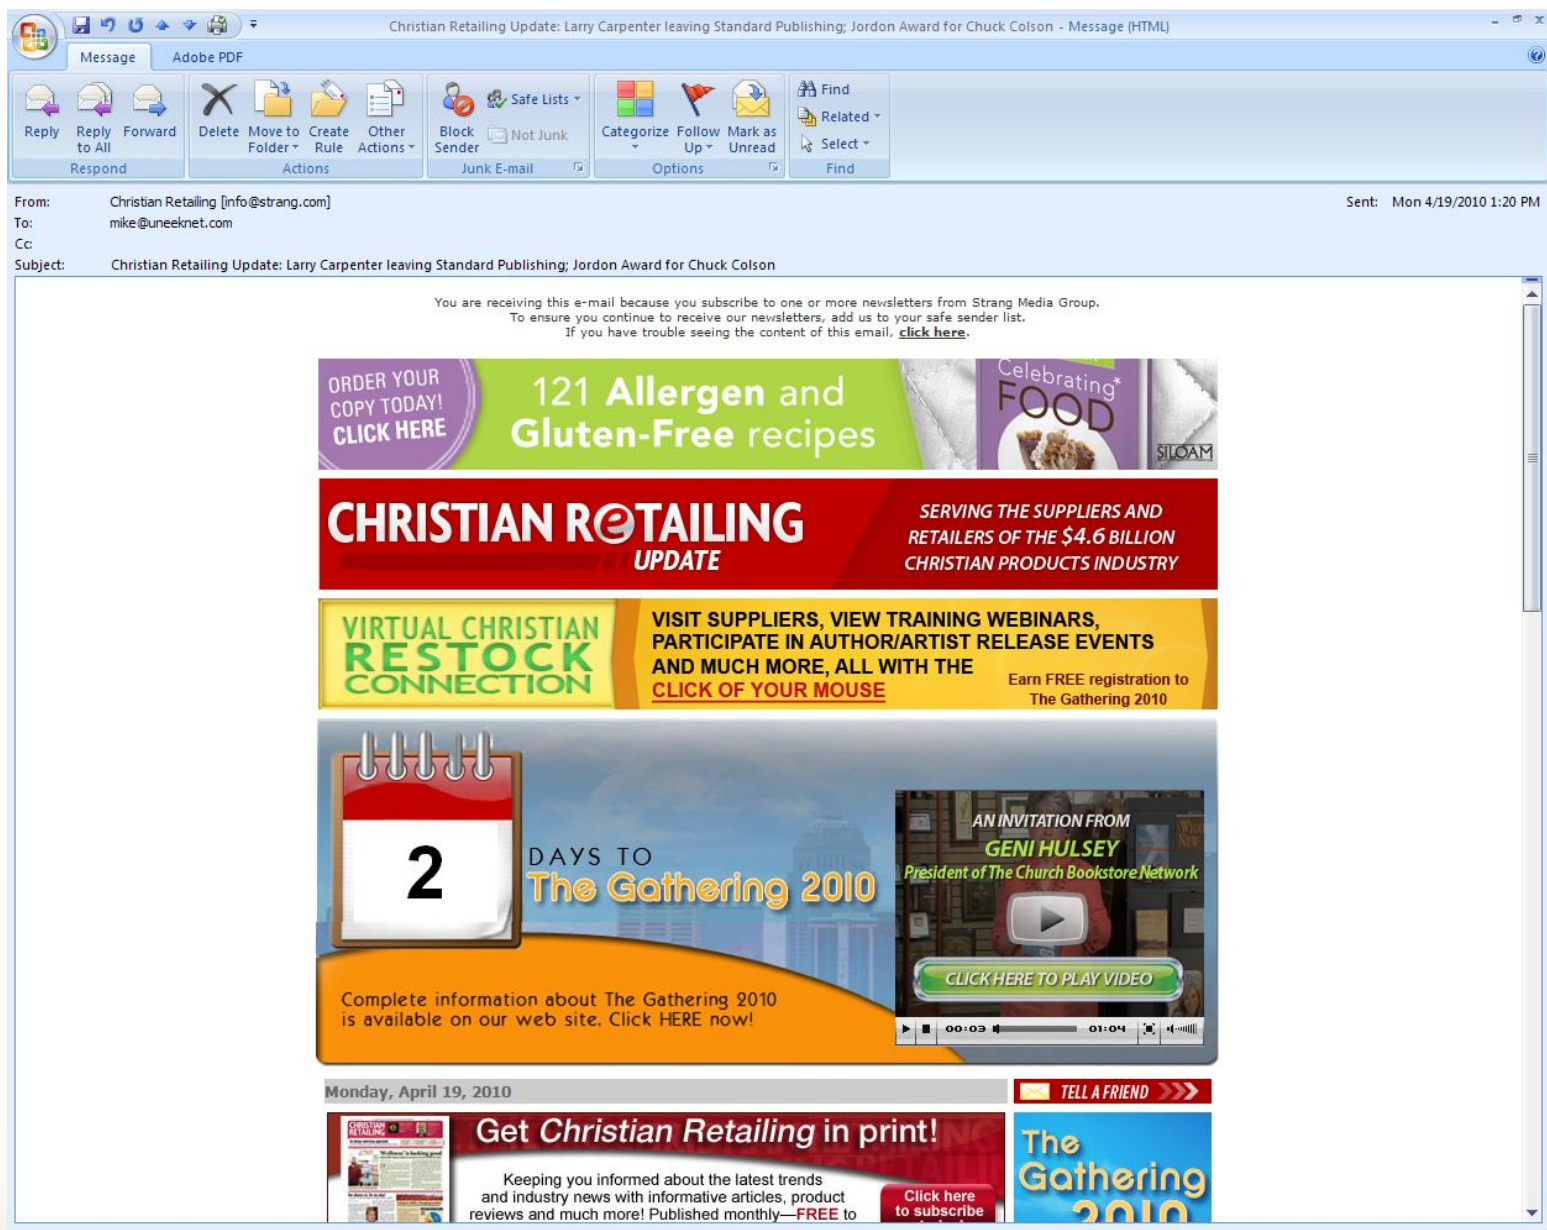 Christian Retailing Update: Larry Carpenter leaving Standard Publishing; Jordon Award for Chuck Colson - Message (HTML)
Message Adobe PDF
Reply Reply to All Forward
Delete Move to Folder Create Rule Other Actions
Block Sender Safe Lists Not Junk
Categorize Follow Up Mark as Unread
Find
Related
Select
Respond Actions Junk E-mail Options Find
From: Christian Retailing [info@strang.com] Sent: Mon 4/19/2010 1:20 PM
To: mike@uneeknet.com
Cc:
Subject: Christian Retailing Update: Larry Carpenter leaving Standard Publishing; Jordon Award for Chuck Colson
You are receiving this e-mail because you subscribe to one or more newsletters from Strang Media Group.
To ensure you continue to receive our newsletters, add us to your safe sender list.
If you have trouble seeing the content of this email, click here.
ORDER YOUR
COPY TODAY!
CLICK HERE
121 Allergen and
Gluten-Free recipes
Celebrating*
FOOD
SILOAM
CHRISTIAN ReTAILING
UPDATE
SERVING THE SUPPLIERS AND
RETAILERS OF THE $4.6 BILLION
CHRISTIAN PRODUCTS INDUSTRY
VIRTUAL CHRISTIAN
RESTOCK
CONNECTION
VISIT SUPPLIERS, VIEW TRAINING WEBINARS,
PARTICIPATE IN AUTHOR/ARTIST RELEASE EVENTS
AND MUCH MORE, ALL WITH THE
CLICK OF YOUR MOUSE
Earn FREE registration to
The Gathering 2010
2
DAYS TO
The Gathering 2010
AN INVITATION FROM
GENI HULSEY
President of The Church Bookstore Network
CLICK HERE TO PLAY VIDEO
00:03 01:04
Complete information about The Gathering 2010
is available on our web site. Click HERE now!
Monday, April 19, 2010
TELL A FRIEND
CHRISTIAN
RETAILING
Get Christian Retailing in print!
Keeping you informed about the latest trends
and industry news with informative articles, product
reviews and much more! Published monthly—FREE to
Click here
to subscribe
The
Gathering
2010